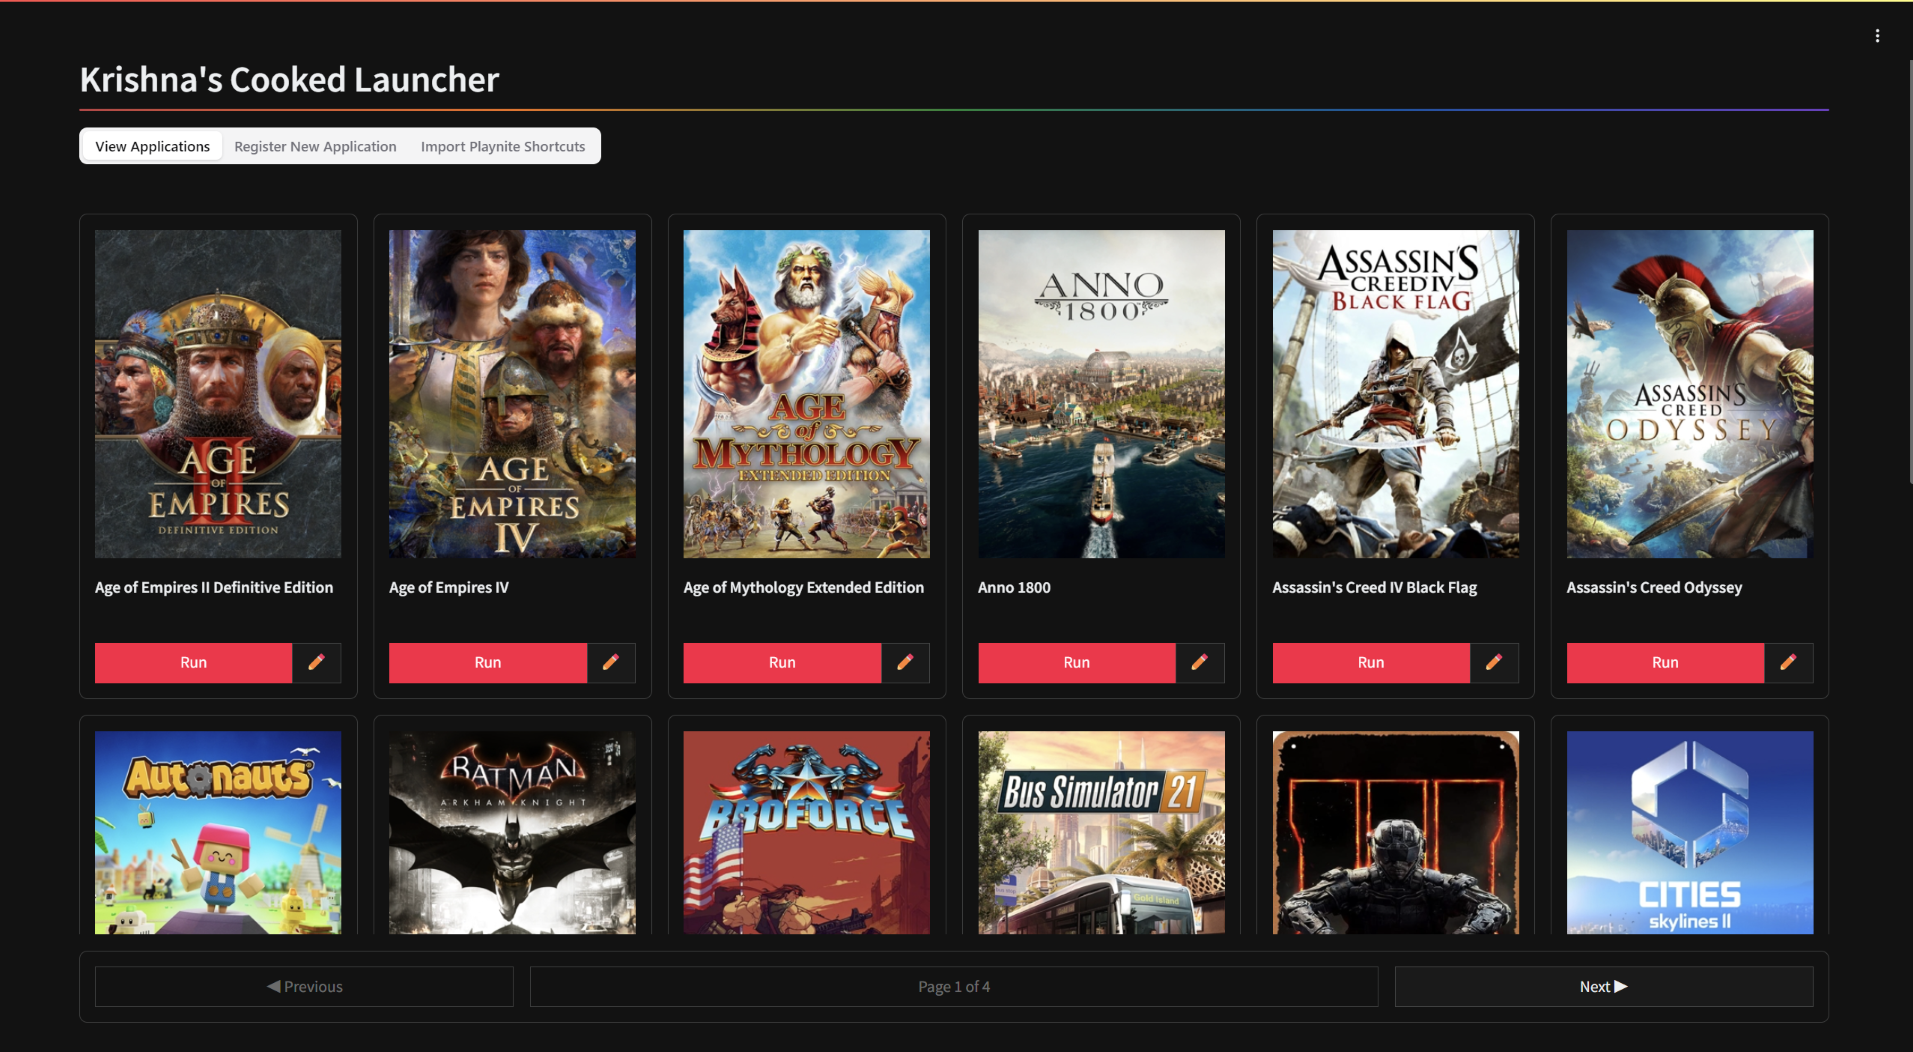 Krishna's Cooked Launcher
View Applications
Register New Application
Import Playnite Shortcuts
AGE
OF
EMPIRES
II
DEFINITIVE EDITION
AGE
OF
EMPIRES
IV
AGE
of
MYTHOLOGY
EXTENDED EDITION
ANNO
1800
ASSASSIN'S
CREED IV
BLACK FLAG
ASSASSIN'S
CREED
ODYSSEY
Age of Empires II Definitive Edition
Age of Empires IV
Age of Mythology Extended Edition
Anno 1800
Assassin's Creed IV Black Flag
Assassin's Creed Odyssey
Run
Run
Run
Run
Run
Run
Autonauts
BATMAN
ARKHAM KNIGHT
BROFORCE
Bus Simulator 21
Gold Island
III
CITIES
skylines II
◀ Previous
Page 1 of 4
Next ▶